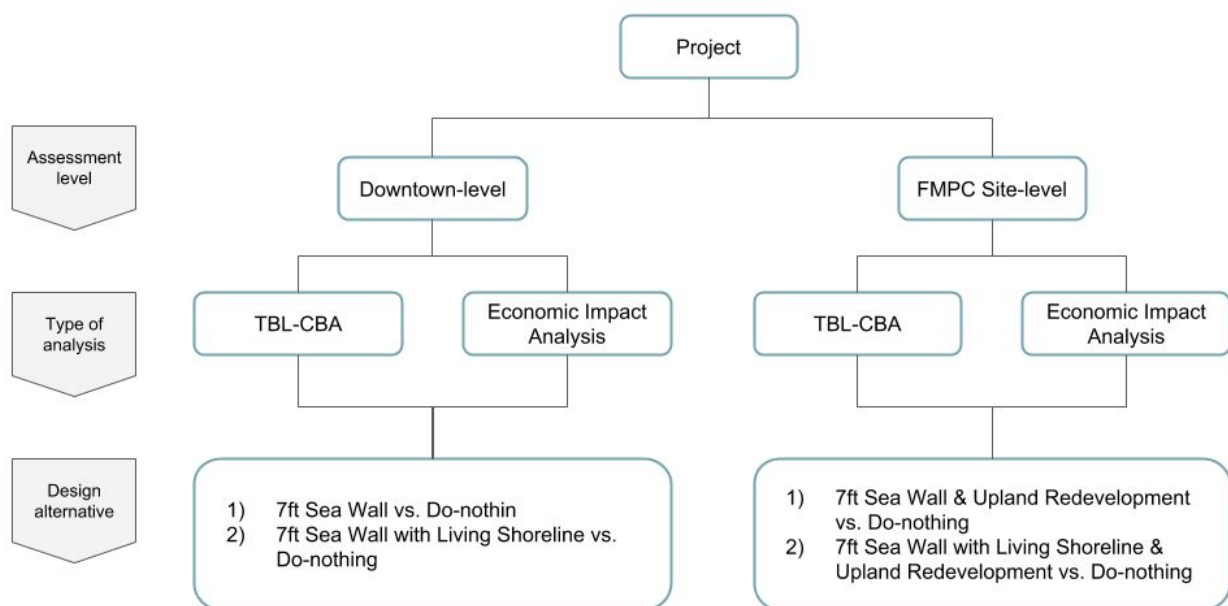 Project
Assessment
level
Downtown-level
FMPC Site-level
Type of
analysis
TBL-CBA
Economic Impact
Analysis
TBL-CBA
Economic Impact
Analysis
Design
alternative
1) 7ft Sea Wall vs. Do-nothin
2) 7ft Sea Wall with Living Shoreline vs.
Do-nothing
1) 7ft Sea Wall & Upland Redevelopment
vs. Do-nothing
2) 7ft Sea Wall with Living Shoreline &
Upland Redevelopment vs. Do-nothing